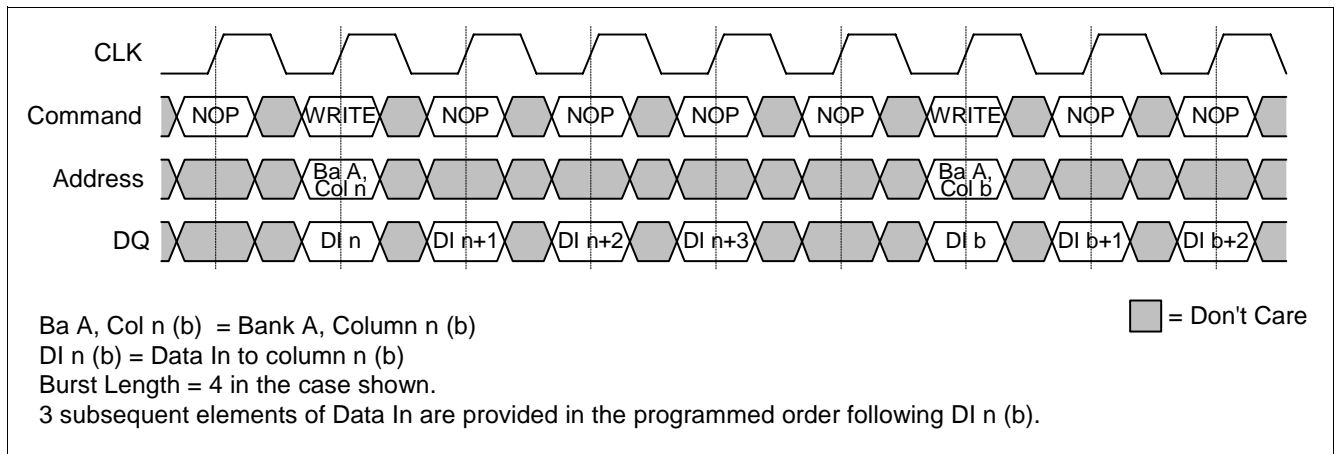 CLK
Command NOP WRITE NOP NOP NOP NOP WRITE NOP NOP
Address Ba A, Col n Ba A, Col b
DQ DI n DI n+1 DI n+2 DI n+3 DI b DI b+1 DI b+2
Ba A, Col n (b) = Bank A, Column n (b)
= Don't Care
DI n (b) = Data In to column n (b)
Burst Length = 4 in the case shown.
3 subsequent elements of Data In are provided in the programmed order following DI n (b).